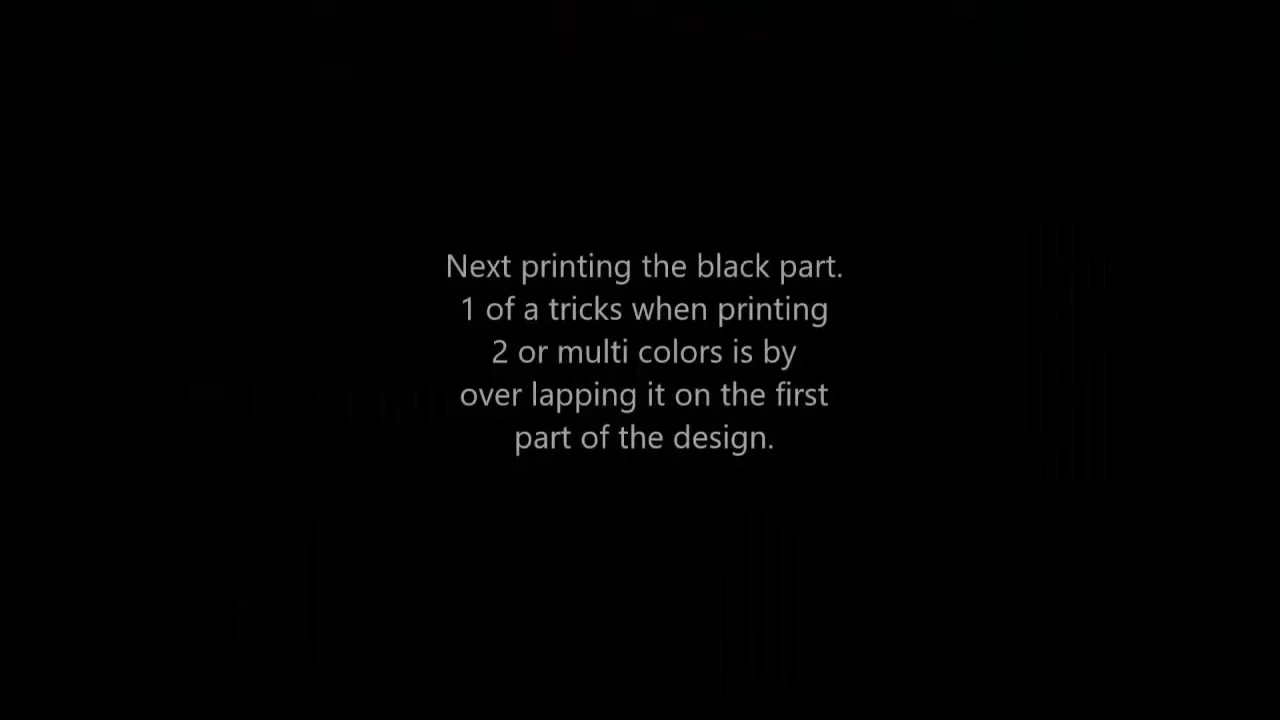 Next printing the black part.
1 of a tricks when printing
2 or multi colors is by
over lapping it on the first
part of the design.